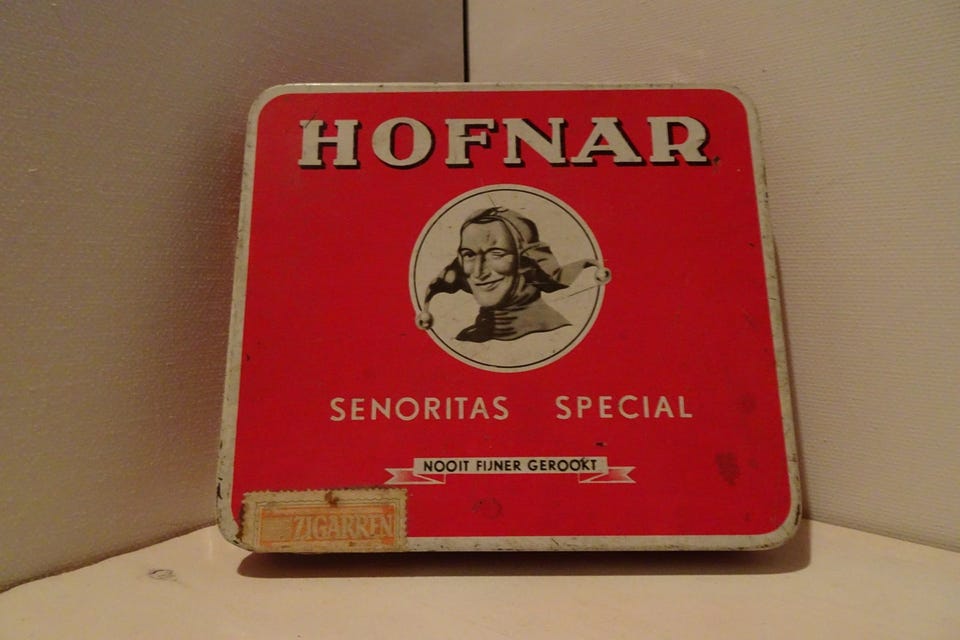 HOFNAR
SENORITAS SPECIAL
NOOIT FIJNER GEROOKT
ZIGARREN